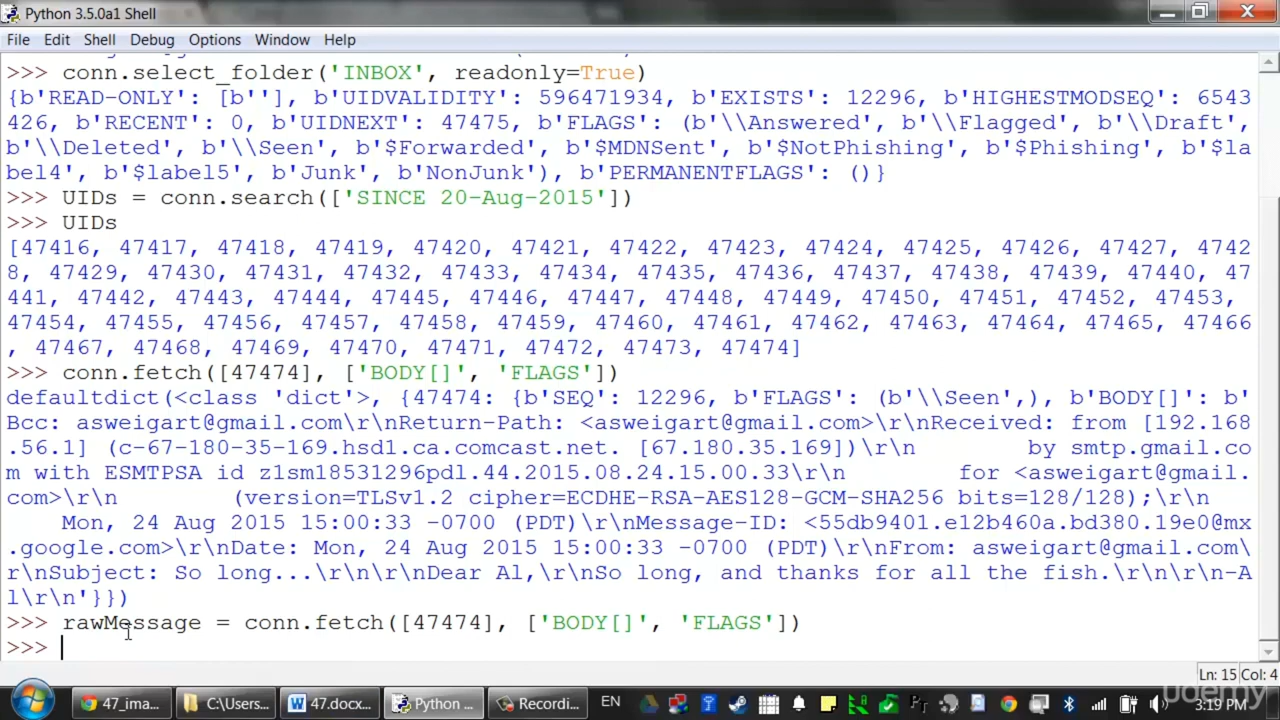 Python 3.5.0a1 Shell
File Edit Shell Debug Options Window Help
>>> conn.select_folder('INBOX', readonly=True)
{b'READ-ONLY': [b''], b'UIDVALIDITY': 596471934, b'EXISTS': 12296, b'HIGHESTMODSEQ': 6543
426, b'RECENT': 0, b'UIDNEXT': 47475, b'FLAGS': (b'\\Answered', b'\\Flagged', b'\\Draft',
b'\\Deleted', b'\\Seen', b'$Forwarded', b'$MDNSent', b'$NotPhishing', b'$Phishing', b'$la
bel4', b'$label5', b'Junk', b'NonJunk'), b'PERMANENTFLAGS': ()}
>>> UIDs = conn.search(['SINCE 20-Aug-2015'])
>>> UIDs
[47416, 47417, 47418, 47419, 47420, 47421, 47422, 47423, 47424, 47425, 47426, 47427, 4742
8, 47429, 47430, 47431, 47432, 47433, 47434, 47435, 47436, 47437, 47438, 47439, 47440, 47
441, 47442, 47443, 47444, 47445, 47446, 47447, 47448, 47449, 47450, 47451, 47452, 47453,
47454, 47455, 47456, 47457, 47458, 47459, 47460, 47461, 47462, 47463, 47464, 47465, 47466
, 47467, 47468, 47469, 47470, 47471, 47472, 47473, 47474]
>>> conn.fetch([47474], ['BODY[]', 'FLAGS'])
defaultdict(<class 'dict'>, {47474: {b'SEQ': 12296, b'FLAGS': (b'\\Seen',), b'BODY[]': b'
Bcc: asweigart@gmail.com\r\nReturn-Path: <asweigart@gmail.com>\r\nReceived: from [192.168
.56.1] (c-67-180-35-169.hsd1.ca.comcast.net. [67.180.35.169])\r\n        by smtp.gmail.co
m with ESMTPSA id z1sm18531296pdl.44.2015.08.24.15.00.33\r\n        for <asweigart@gmail.
com>\r\n        (version=TLSv1.2 cipher=ECDHE-RSA-AES128-GCM-SHA256 bits=128/128);\r\n
    Mon, 24 Aug 2015 15:00:33 -0700 (PDT)\r\nMessage-ID: <55db9401.e12b460a.bd380.19e0@mx
.google.com>\r\nDate: Mon, 24 Aug 2015 15:00:33 -0700 (PDT)\r\nFrom: asweigart@gmail.com\
r\nSubject: So long...\r\n\r\nDear Al,\r\nSo long, and thanks for all the fish.\r\n\r\n-A
l\r\n'}})
>>> rawMessage = conn.fetch([47474], ['BODY[]', 'FLAGS'])
>>>
Ln: 15 Col: 4
47_ima... C:\Users... 47.docx... Python ... Recordi... EN 3:19 PM
udemy